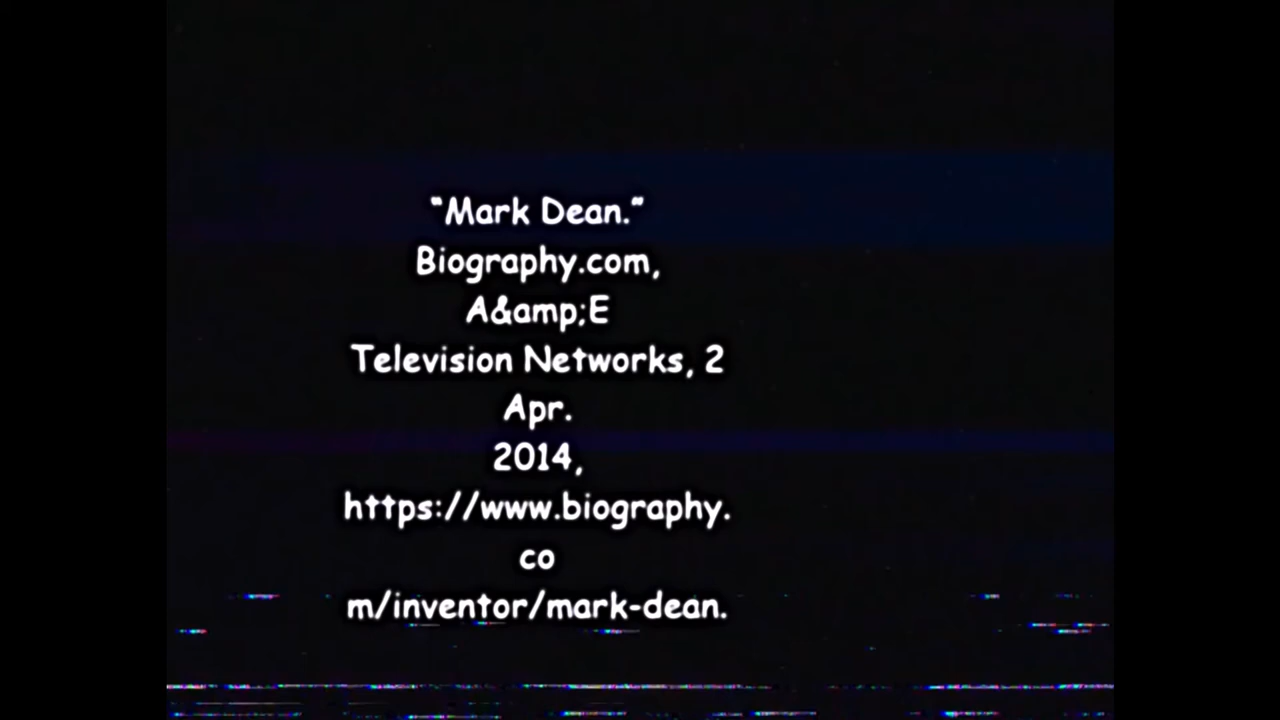 “Mark Dean.”
Biography.com,
A&amp;E
Television Networks, 2
Apr.
2014,
https://www.biography.
co
m/inventor/mark-dean.